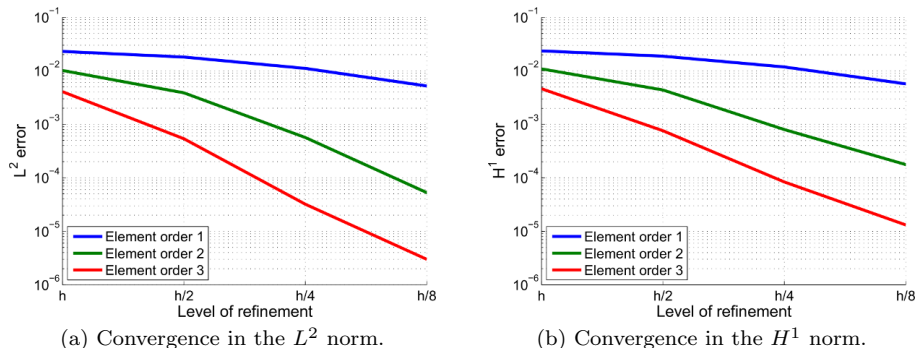 10^-1
10^-2
10^-3
10^-4
10^-5
10^-6
L^2 error
Element order 1
Element order 2
Element order 3
h h/2 h/4 h/8
Level of refinement
(a) Convergence in the L^2 norm.
10^-1
10^-2
10^-3
10^-4
10^-5
10^-6
H^1 error
Element order 1
Element order 2
Element order 3
h h/2 h/4 h/8
Level of refinement
(b) Convergence in the H^1 norm.